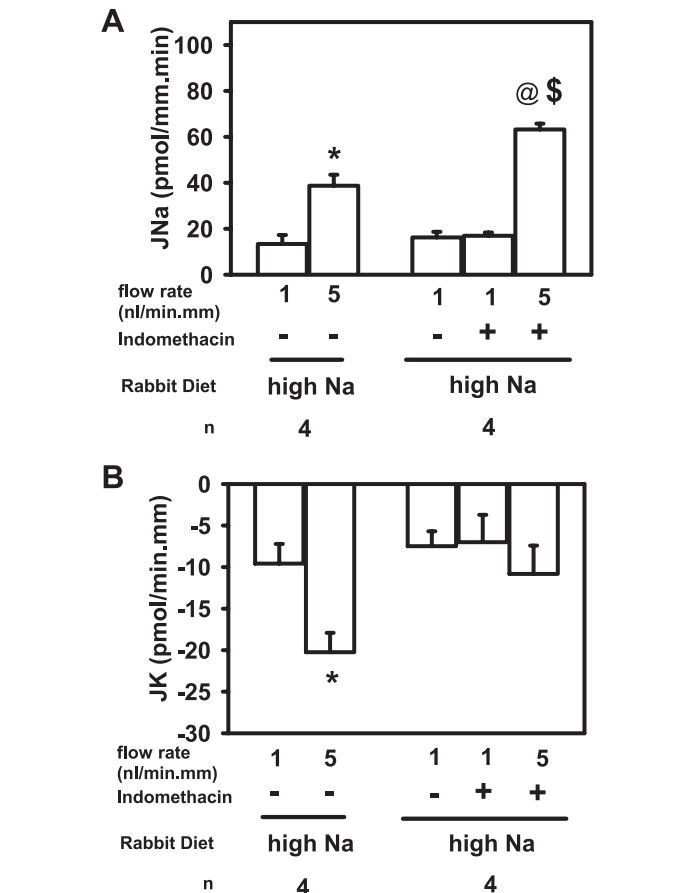 A
JNa (pmol/mm.min)
100
80
60
40
20
0
*
@ $
flow rate 1 5 1 1 5
(nl/min.mm)
Indomethacin - - - + +
Rabbit Diet high Na high Na
n 4 4
B
JK (pmol/min.mm)
0
-5
-10
-15
-20
-25
-30
*
flow rate 1 5 1 1 5
(nl/min.mm)
Indomethacin - - - + +
Rabbit Diet high Na high Na
n 4 4